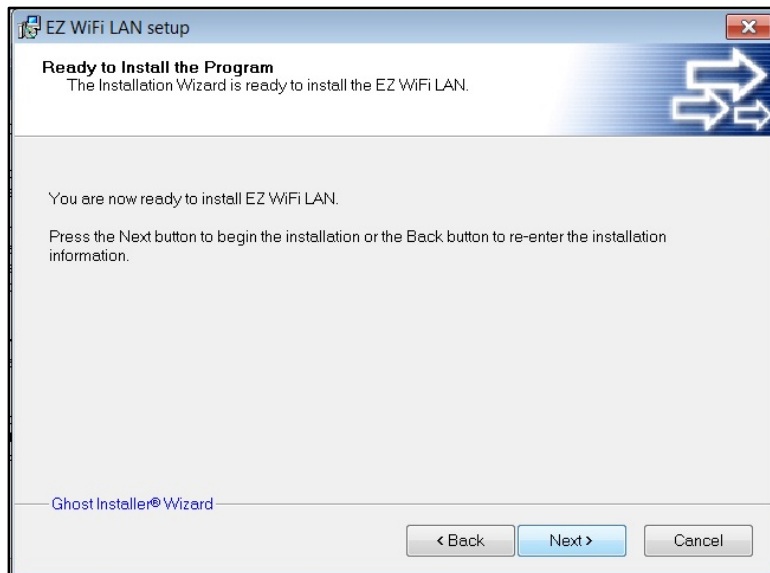 EZ WiFi LAN setup
Ready to Install the Program
The Installation Wizard is ready to install the EZ WiFi LAN.
You are now ready to install EZ WiFi LAN.
Press the Next button to begin the installation or the Back button to re-enter the installation
information.
Ghost Installer® Wizard
< Back
Next >
Cancel